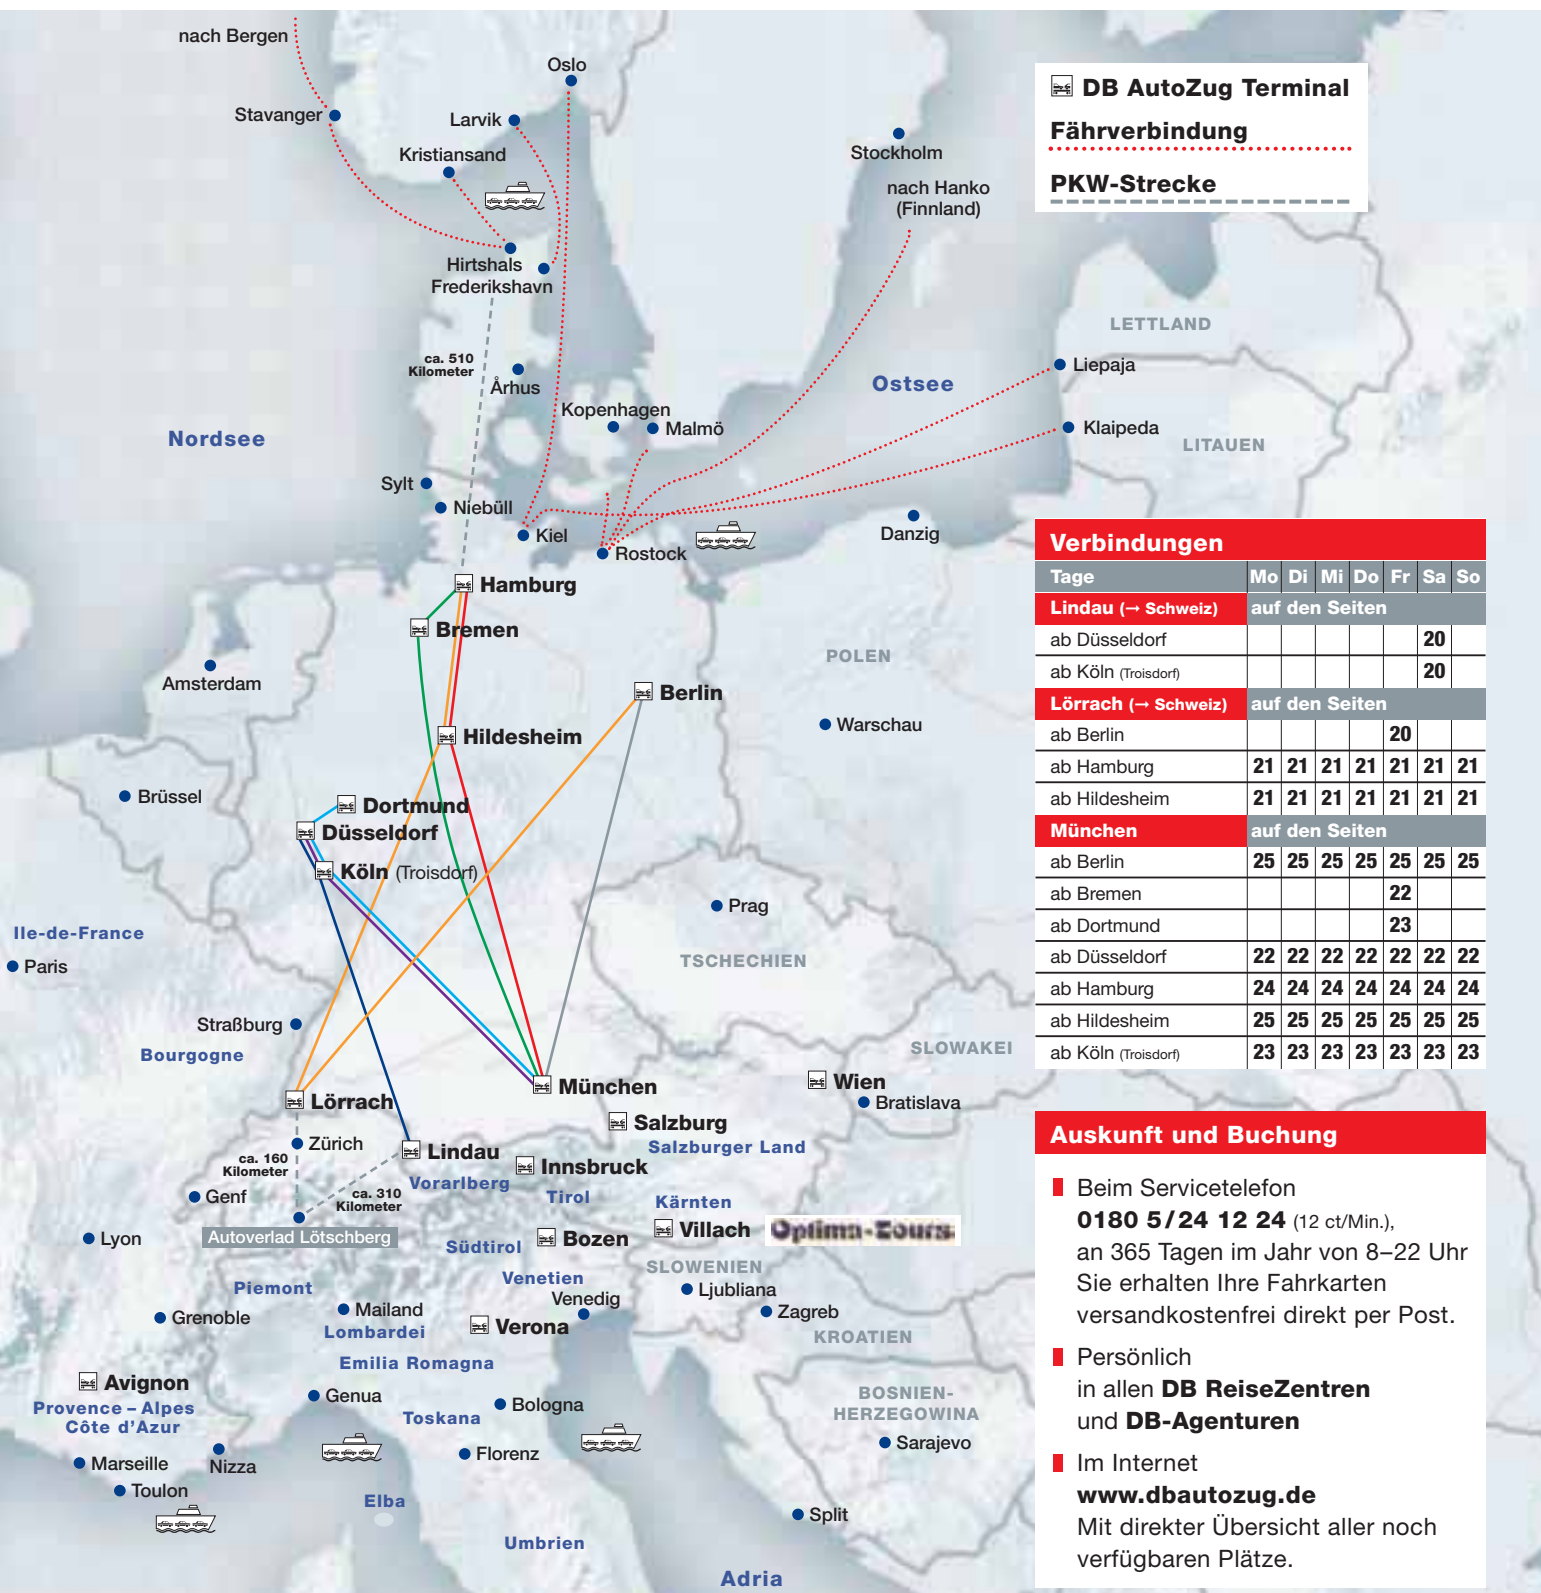 nach Bergen
Oslo
Stavanger
Larvik
Kristiansand
Stockholm
nach Hanko
(Finnland)
Hirtshals
Frederikshavn
ca. 510
Kilometer
Århus
Kopenhagen
Malmö
Ostsee
LETTLAND
Liepaja
Klaipeda
LITAUEN
Nordsee
Sylt
Niebüll
Kiel
Rostock
Danzig
Hamburg
Bremen
POLEN
Amsterdam
Berlin
Warschau
Hildesheim
Brüssel
Dortmund
Düsseldorf
Köln (Troisdorf)
Prag
Ile-de-France
Paris
TSCHECHIEN
Straßburg
Bourgogne
SLOWAKEI
München
Wien
Bratislava
Lörrach
Salzburg
Salzburger Land
Zürich
ca. 160
Kilometer
Lindau
Vorarlberg
Innsbruck
Tirol
Genf
ca. 310
Kilometer
Kärnten
Autoverlad Lötschberg
Lyon
Südtirol
Bozen
Villach
Optima-Tours
SLOWENIEN
Piemont
Venetien
Venedig
Ljubliana
Grenoble
Mailand
Lombardei
Verona
Zagreb
KROATIEN
Emilia Romagna
Avignon
Provence – Alpes
Côte d'Azur
Genua
Toskana
Bologna
BOSNIEN-
HERZEGOWINA
Sarajevo
Marseille
Nizza
Florenz
Toulon
Elba
Split
Umbrien
Adria
DB AutoZug Terminal
Fährverbindung
PKW-Strecke
Verbindungen
Tage Mo Di Mi Do Fr Sa So
Lindau (→ Schweiz) auf den Seiten
ab Düsseldorf 20
ab Köln (Troisdorf) 20
Lörrach (→ Schweiz) auf den Seiten
ab Berlin 20
ab Hamburg 21 21 21 21 21 21 21
ab Hildesheim 21 21 21 21 21 21 21
München auf den Seiten
ab Berlin 25 25 25 25 25 25 25
ab Bremen 22
ab Dortmund 23
ab Düsseldorf 22 22 22 22 22 22 22
ab Hamburg 24 24 24 24 24 24 24
ab Hildesheim 25 25 25 25 25 25 25
ab Köln (Troisdorf) 23 23 23 23 23 23 23
Auskunft und Buchung
Beim Servicetelefon
0180 5/24 12 24 (12 ct/Min.),
an 365 Tagen im Jahr von 8–22 Uhr
Sie erhalten Ihre Fahrkarten
versandkostenfrei direkt per Post.
Persönlich
in allen DB ReiseZentren
und DB-Agenturen
Im Internet
www.dbautozug.de
Mit direkter Übersicht aller noch
verfügbaren Plätze.